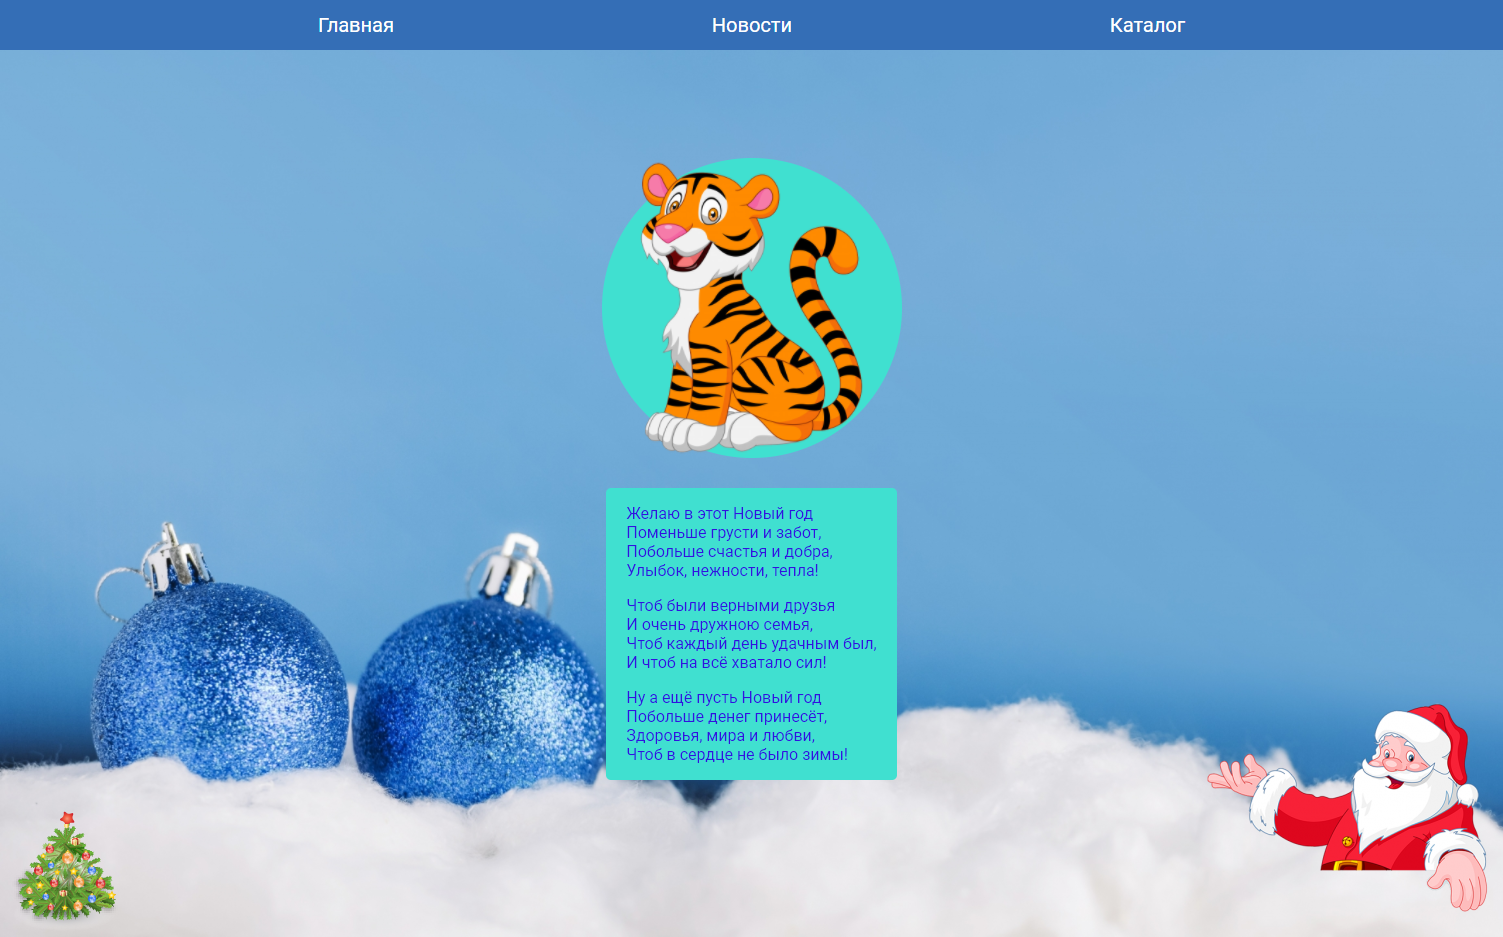 Главная
Новости
Каталог
Желаю в этот Новый год
Поменьше грусти и забот,
Побольше счастья и добра,
Улыбок, нежности, тепла!
Чтоб были верными друзья
И очень дружною семья,
Чтоб каждый день удачным был,
И чтоб на всё хватало сил!
Ну а ещё пусть Новый год
Побольше денег принесёт,
Здоровья, мира и любви,
Чтоб в сердце не было зимы!